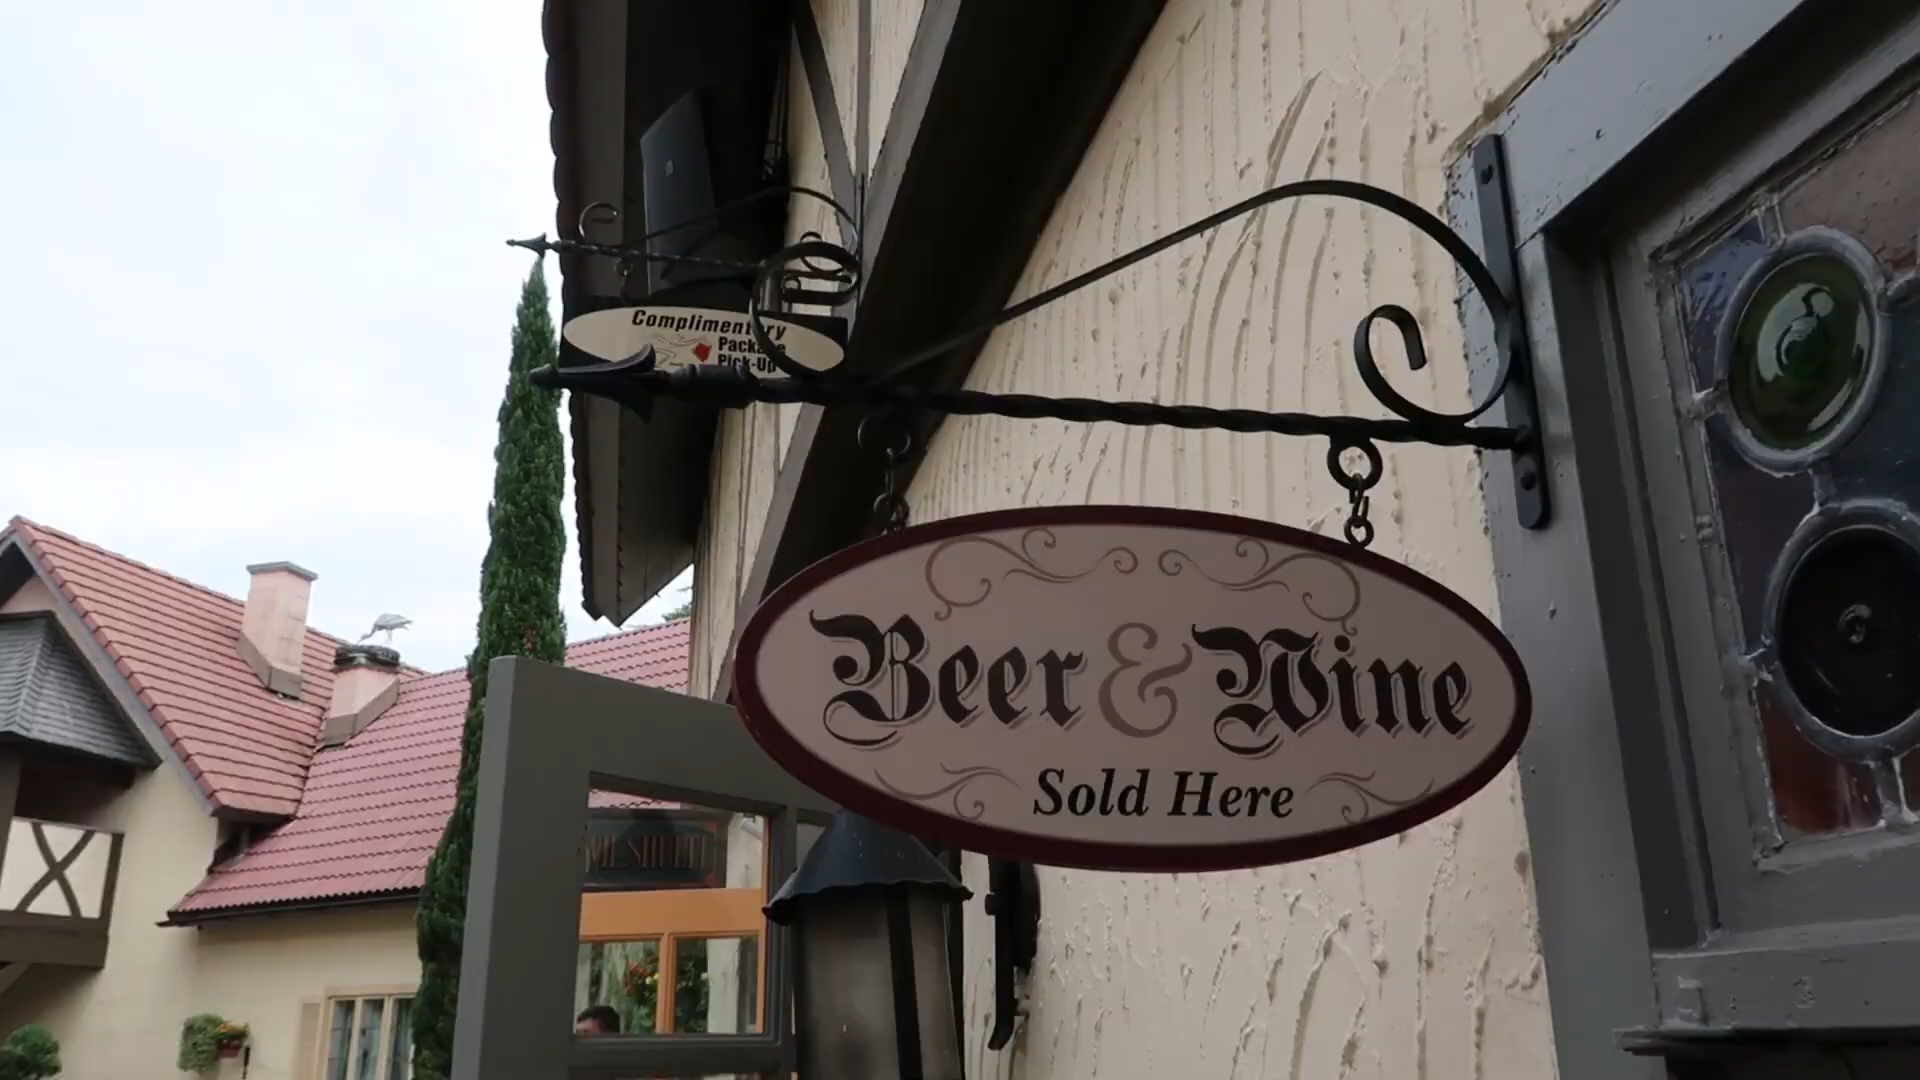 Complimentary
Package
Pick-Up
Beer & Wine
Sold Here